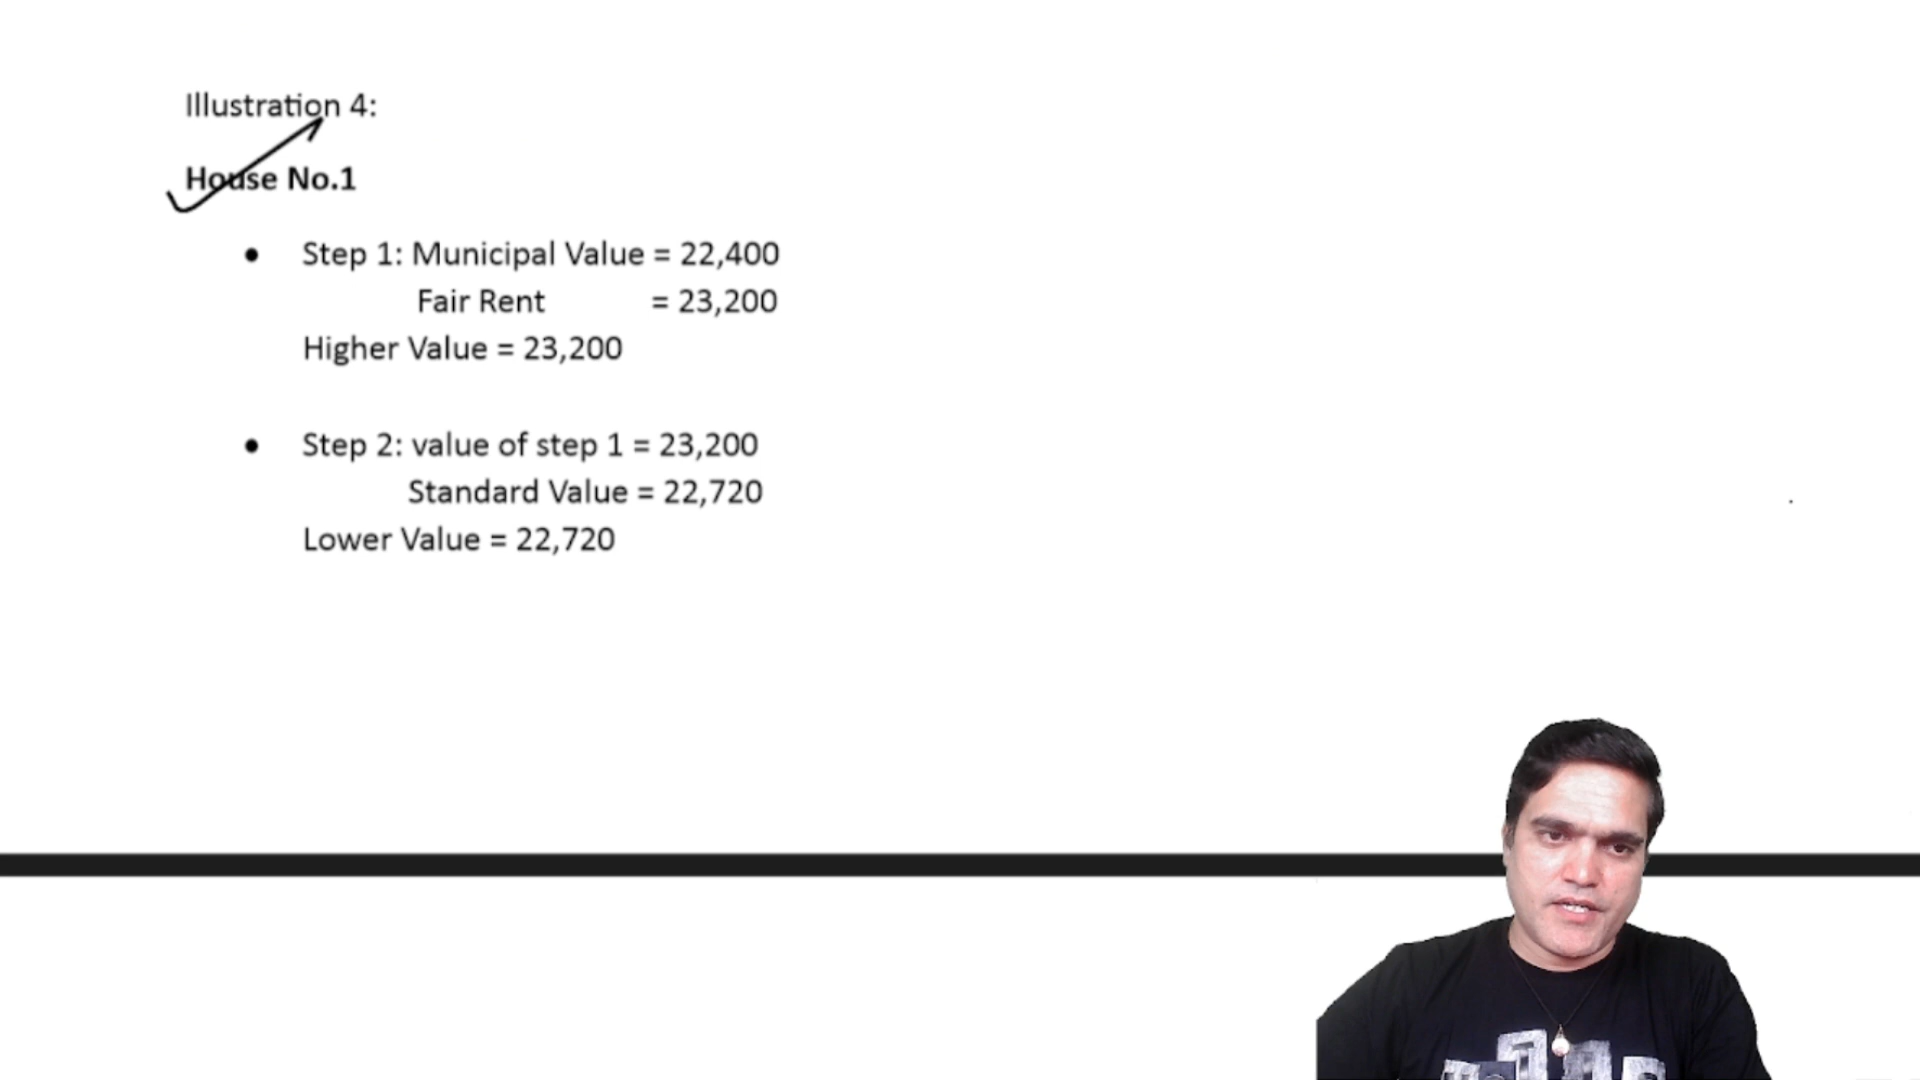 Illustration 4:
House No.1
• Step 1: Municipal Value = 22,400
Fair Rent = 23,200
Higher Value = 23,200
• Step 2: value of step 1 = 23,200
Standard Value = 22,720
Lower Value = 22,720